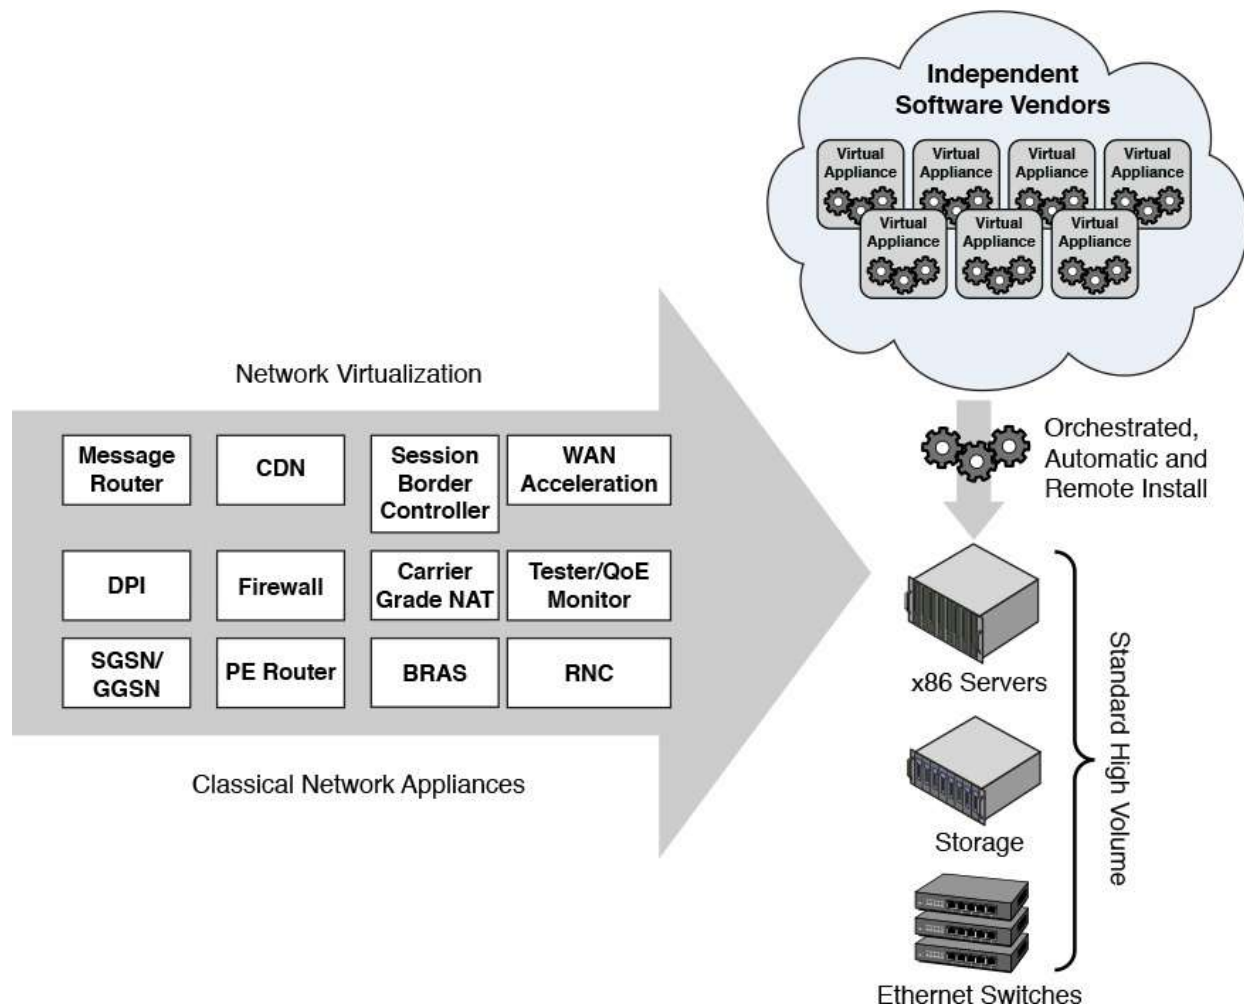 Independent
Software Vendors
Virtual
Appliance
Virtual
Appliance
Virtual
Appliance
Virtual
Appliance
Virtual
Appliance
Virtual
Appliance
Virtual
Appliance
Network Virtualization
Message
Router
CDN
Session
Border
Controller
WAN
Acceleration
DPI
Firewall
Carrier
Grade NAT
Tester/QoE
Monitor
SGSN/
GGSN
PE Router
BRAS
RNC
Classical Network Appliances
Orchestrated,
Automatic and
Remote Install
x86 Servers
Storage
Ethernet Switches
Standard High Volume